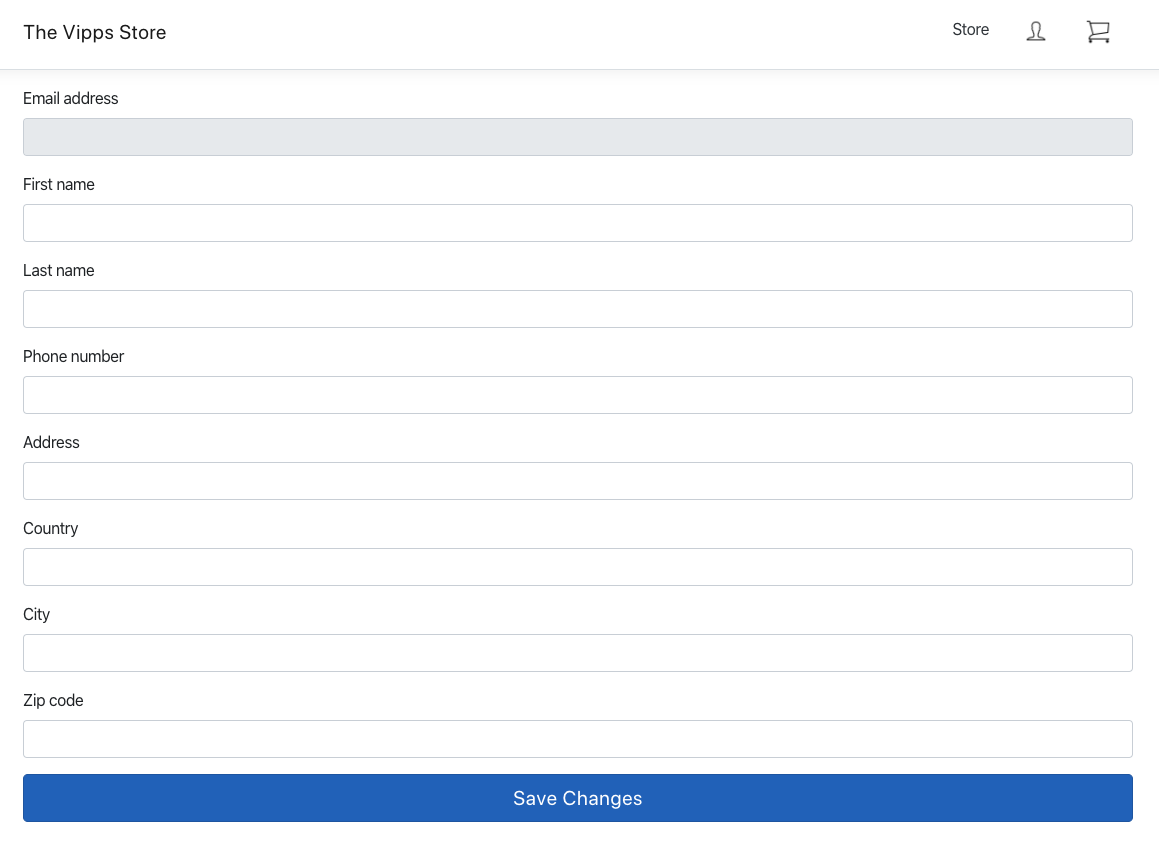 The Vipps Store
Store
Email address
First name
Last name
Phone number
Address
Country
City
Zip code
Save Changes